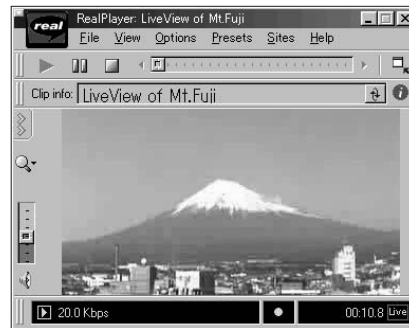 RealPlayer: LiveView of Mt.Fuji
real
File View Options Presets Sites Help
Clip info: LiveView of Mt.Fuji
20.0 Kbps
00:10.8 Live